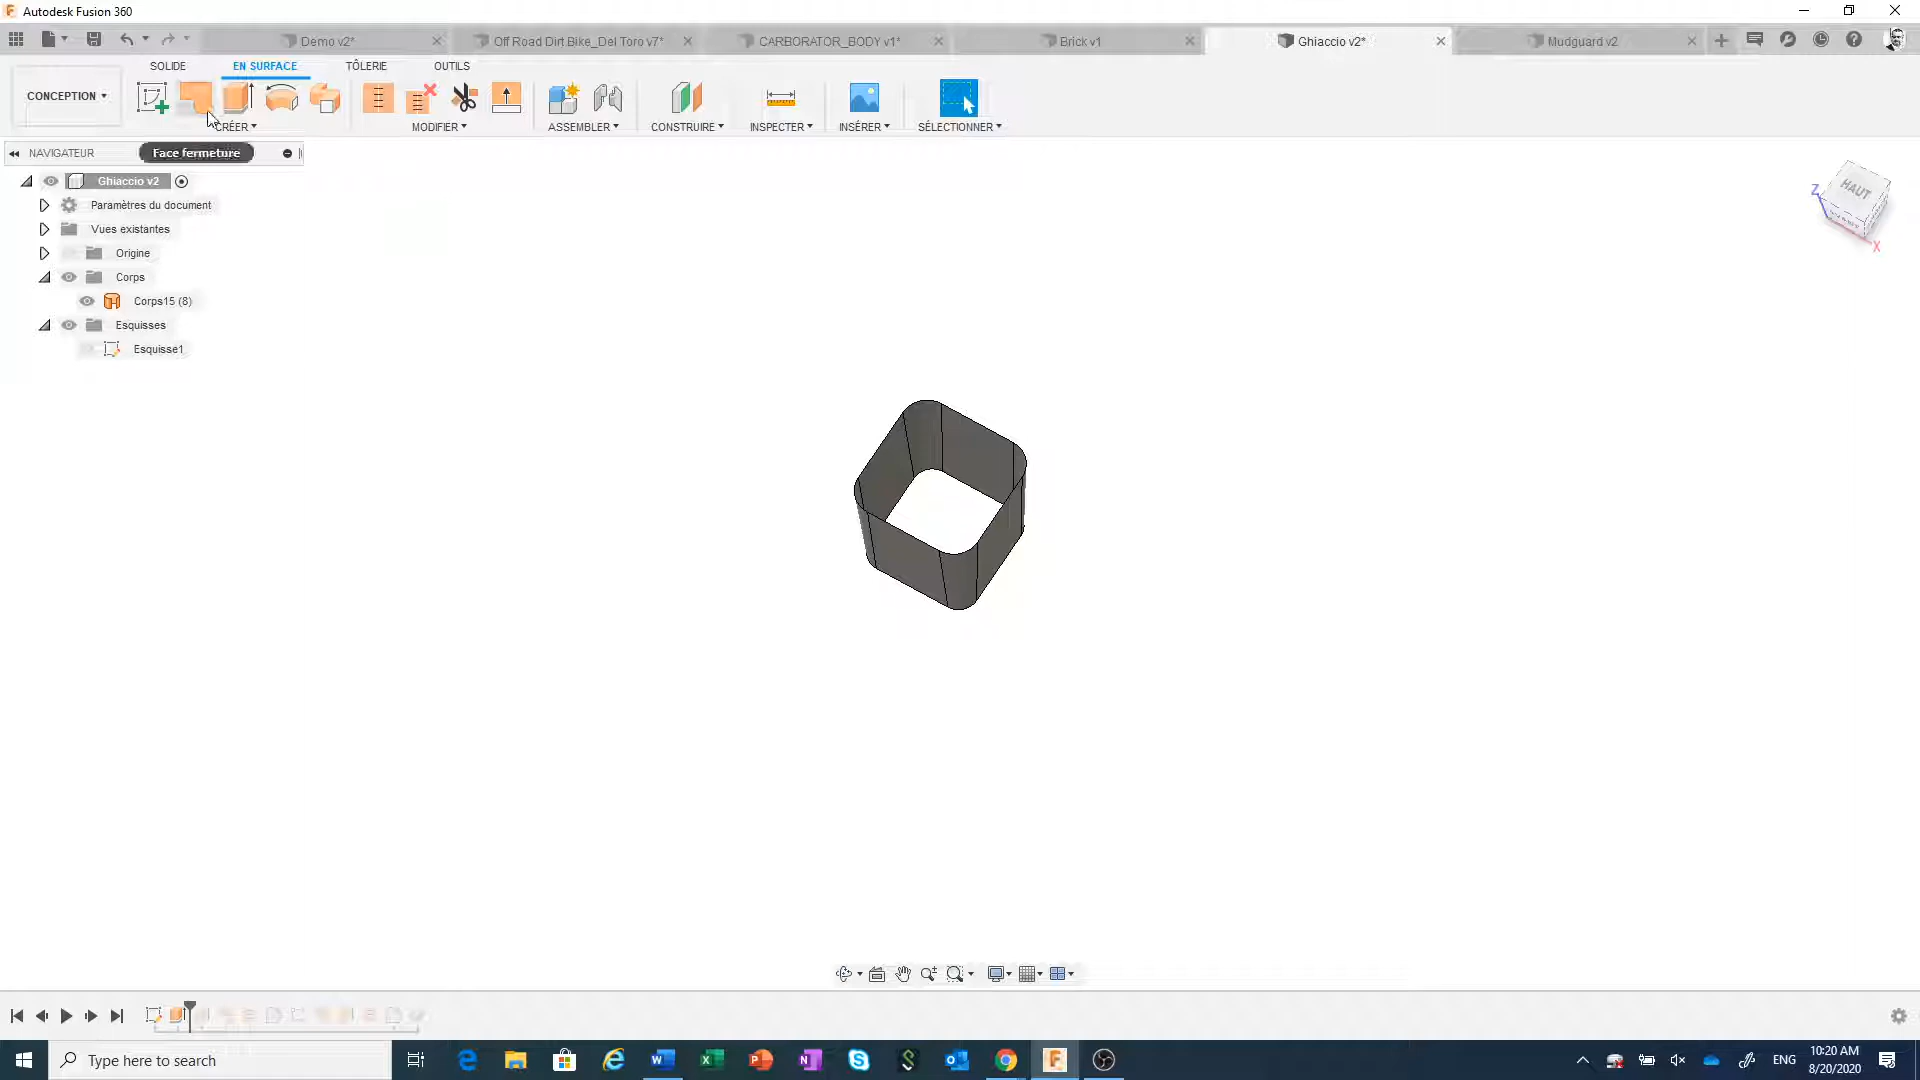 Autodesk Fusion 360
Demo v2*
Off Road Dirt Bike_Del Toro v7*
CARBORATOR_BODY v1*
Brick v1
Ghiaccio v2*
Mudguard v2
SOLIDE
EN SURFACE
TÔLERIE
OUTILS
CONCEPTION
CRÉER
MODIFIER
ASSEMBLER
CONSTRUIRE
INSPECTER
INSÉRER
SÉLECTIONNER
NAVIGATEUR
Face fermeture
Ghiaccio v2
Paramètres du document
Vues existantes
Origine
Corps
Corps15 (8)
Esquisses
Esquisse1
HAUT
Z
X
Type here to search
ENG
10:20 AM
8/20/2020